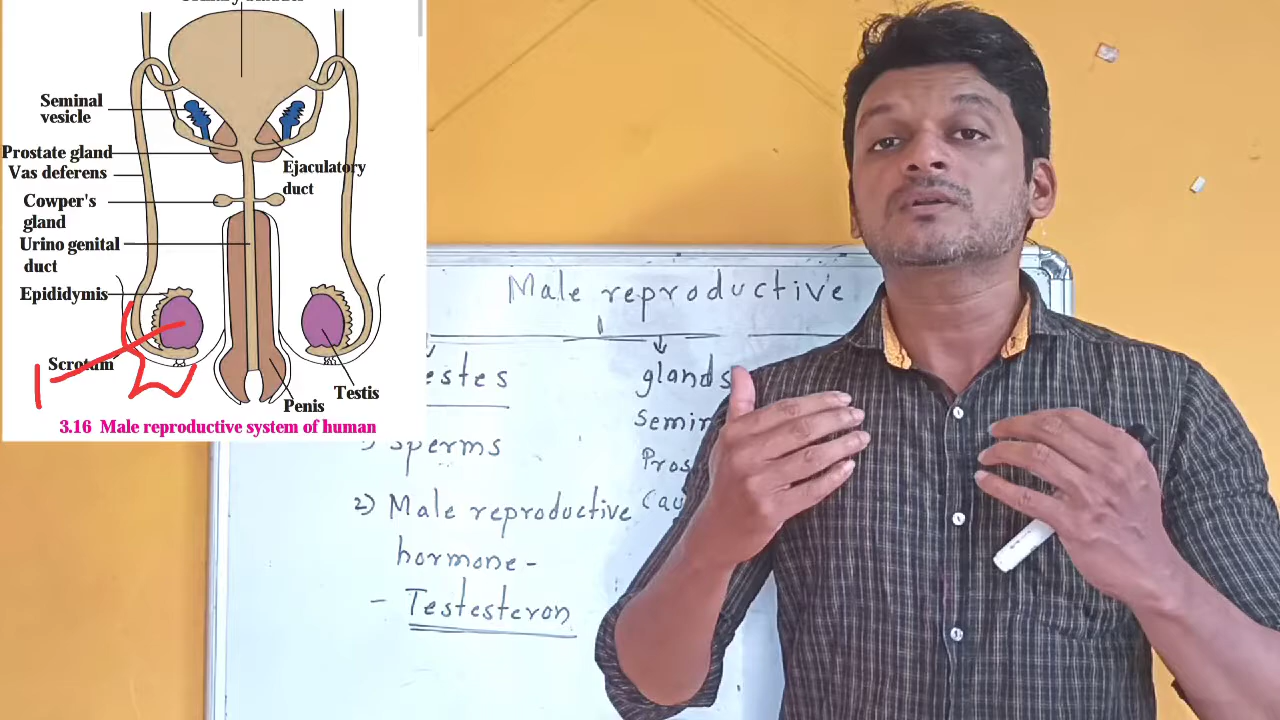 Seminal
vesicle
Prostate gland
Vas deferens
Ejaculatory
duct
Cowper's
gland
Urino genital
duct
Epididymis
Scrotum
Testis
Penis
3.16 Male reproductive system of human
Male reproductive
estes
glands
Semin
sperms
Pros
2) Male reproductive
hormone -
- Testesteron